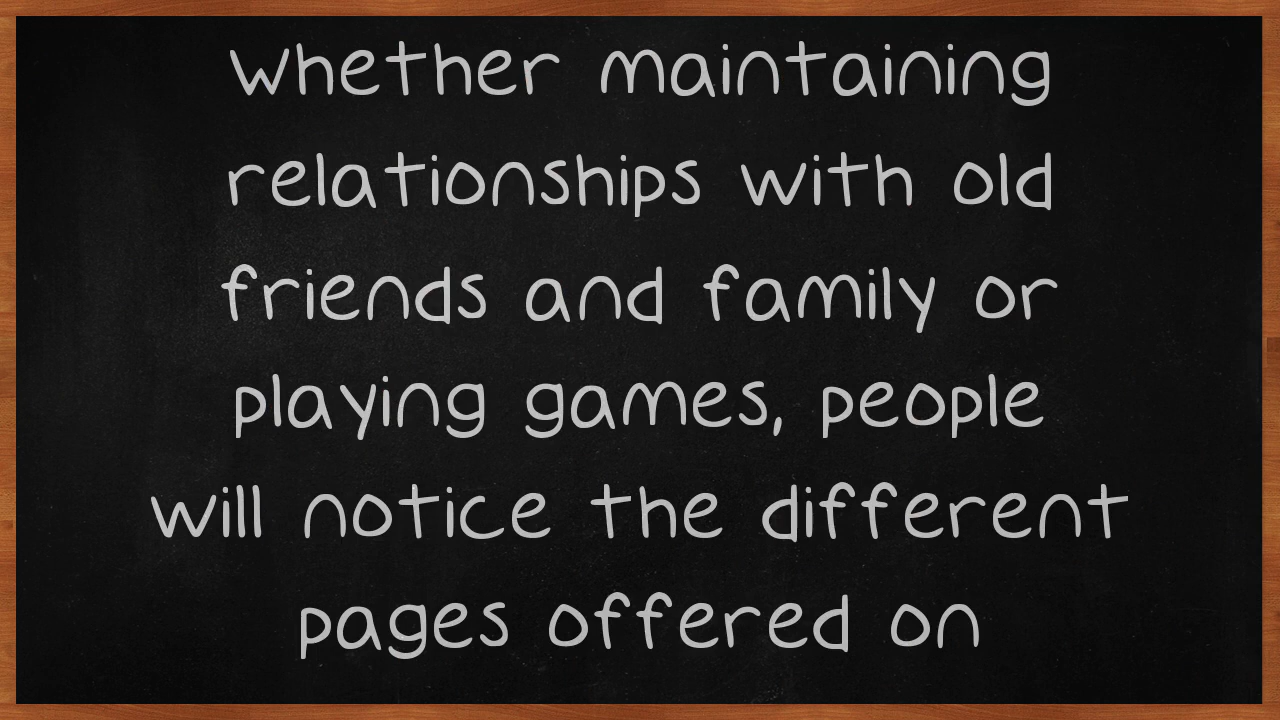 Whether maintaining
relationships with old
friends and family or
playing games, people
will notice the different
pages offered on